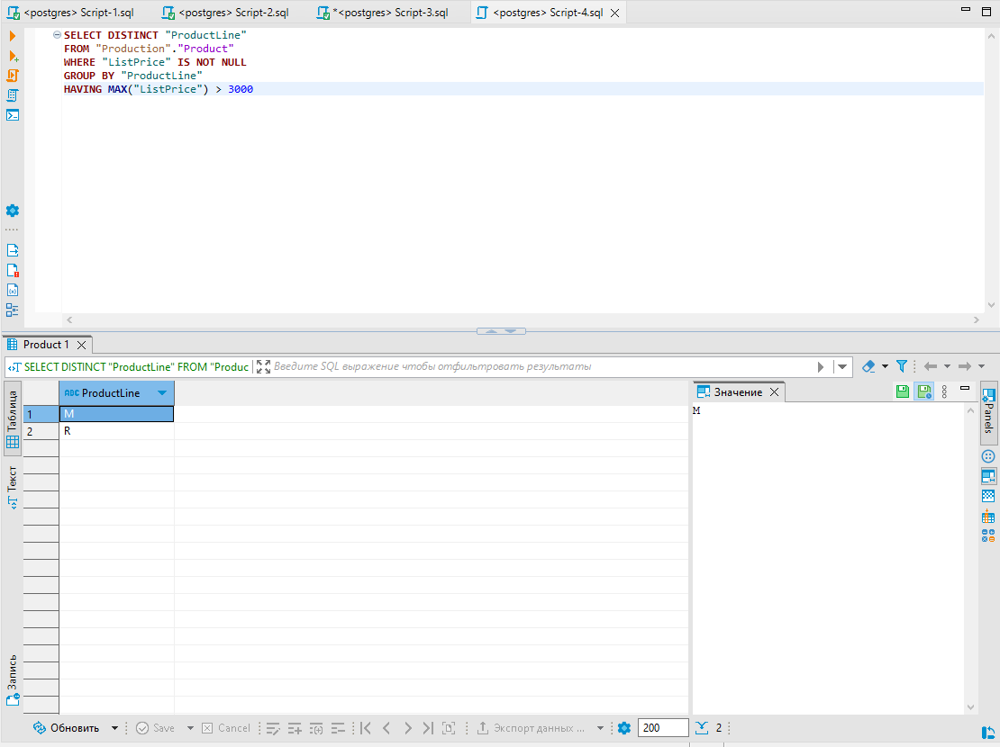 <postgres> Script-1.sql
<postgres> Script-2.sql
*<postgres> Script-3.sql
<postgres> Script-4.sql
SELECT DISTINCT "ProductLine"
FROM "Production"."Product"
WHERE "ListPrice" IS NOT NULL
GROUP BY "ProductLine"
HAVING MAX("ListPrice") > 3000
Product 1
SELECT DISTINCT "ProductLine" FROM "Produc
Введите SQL выражение чтобы отфильтровать результаты
Таблица
Текст
Запись
ABC ProductLine
1 M
2 R
Значение
M
Panels
Обновить
Save
Cancel
Экспорт данных ...
200
2